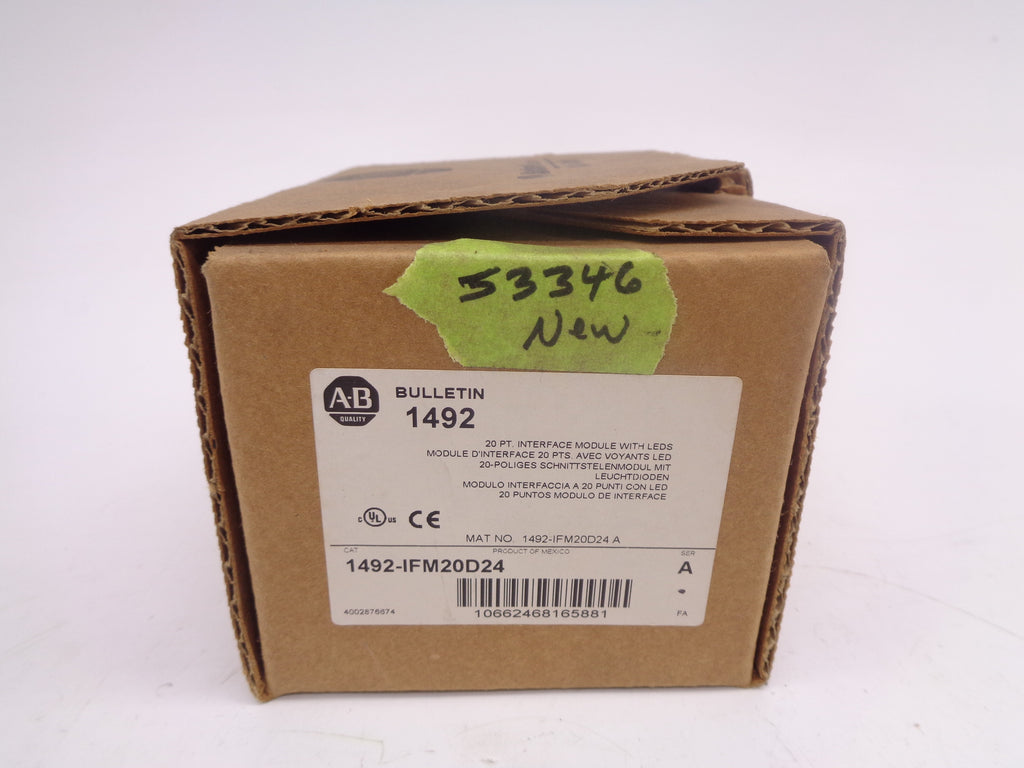 53346
New
A-B
QUALITY
BULLETIN
1492
20 PT. INTERFACE MODULE WITH LEDS
MODULE D'INTERFACE 20 PTS. AVEC VOYANTS LED
20-POLIGES SCHNITTSTELENMODUL MIT
LEUCHTDIODEN
MODULO INTERFACCIA A 20 PUNTI CON LED
20 PUNTOS MODULO DE INTERFACE
C UL US CE
MAT NO. 1492-IFM20D24 A
CAT PRODUCT OF MEXICO SER
1492-IFM20D24 A
4002876674 10662468165881 FA